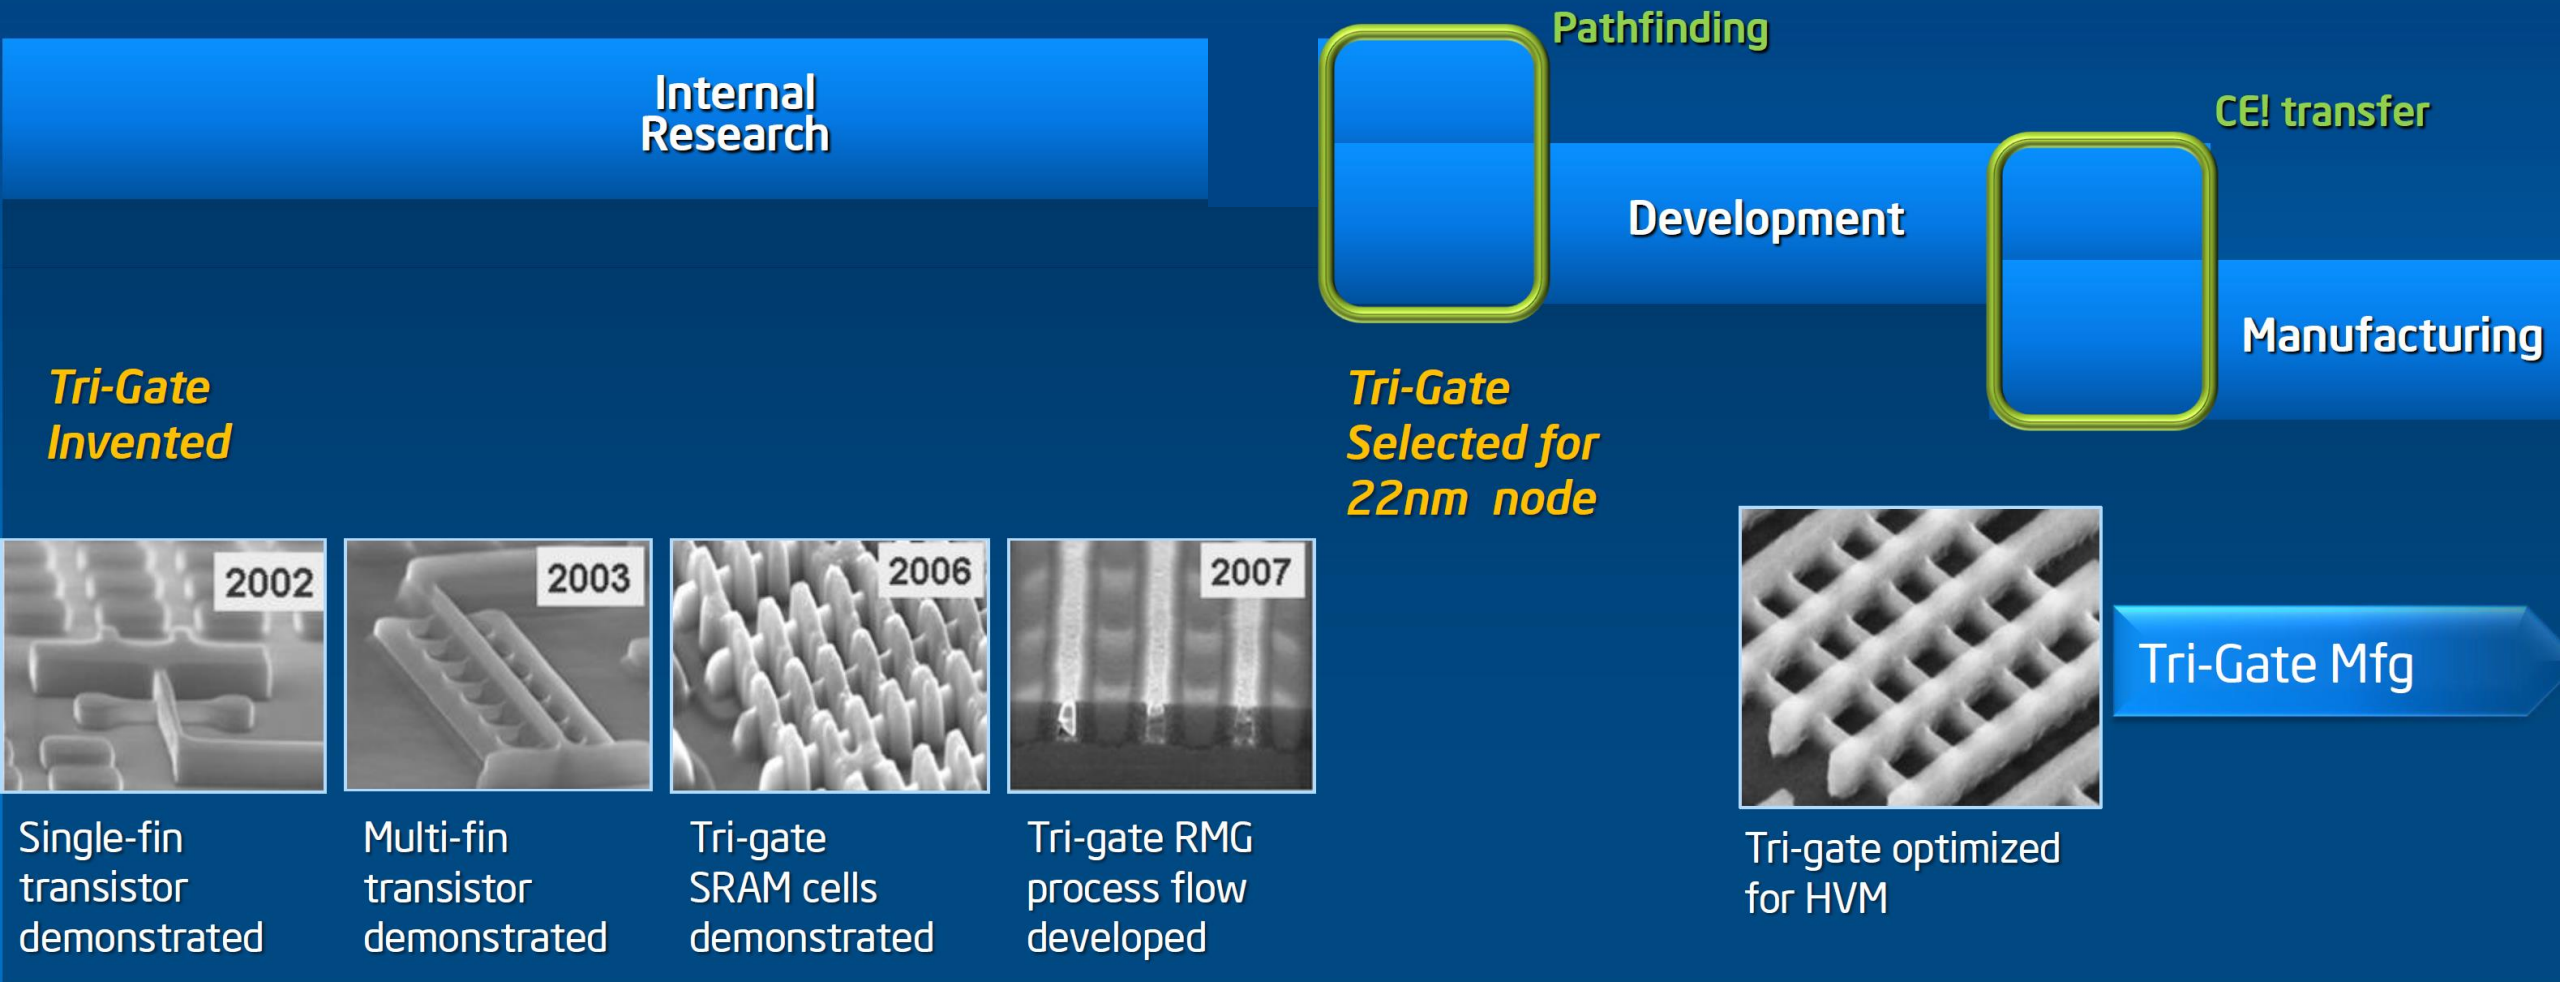 Pathfinding
Internal
Research
CE! transfer
Development
Manufacturing
Tri-Gate
Invented
Tri-Gate
Selected for
22nm node
2002
2003
2006
2007
Tri-Gate Mfg
Single-fin
transistor
demonstrated
Multi-fin
transistor
demonstrated
Tri-gate
SRAM cells
demonstrated
Tri-gate RMG
process flow
developed
Tri-gate optimized
for HVM